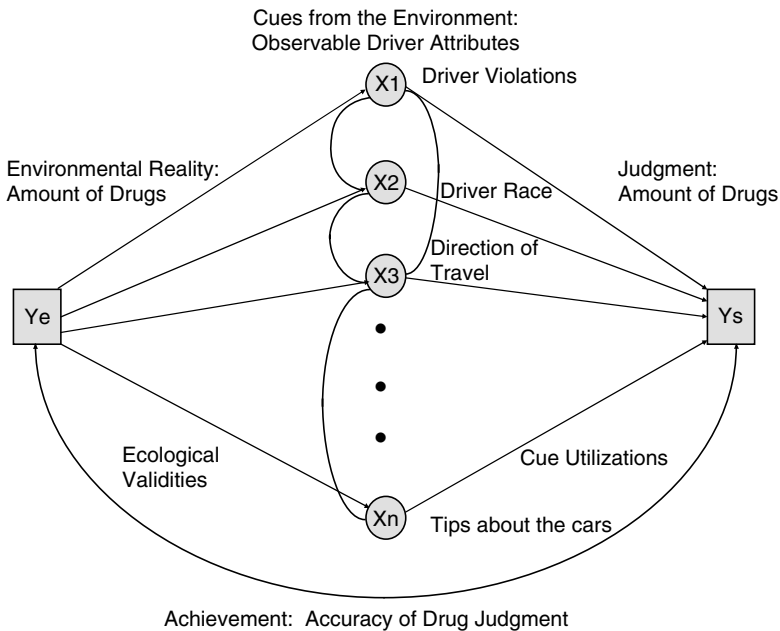 Cues from the Environment:
Observable Driver Attributes
X1
Driver Violations
Environmental Reality:
Amount of Drugs
Judgment:
Amount of Drugs
X2
Driver Race
Direction of
Travel
X3
Ye
Ys
Ecological
Validities
Cue Utilizations
Xn
Tips about the cars
Achievement: Accuracy of Drug Judgment